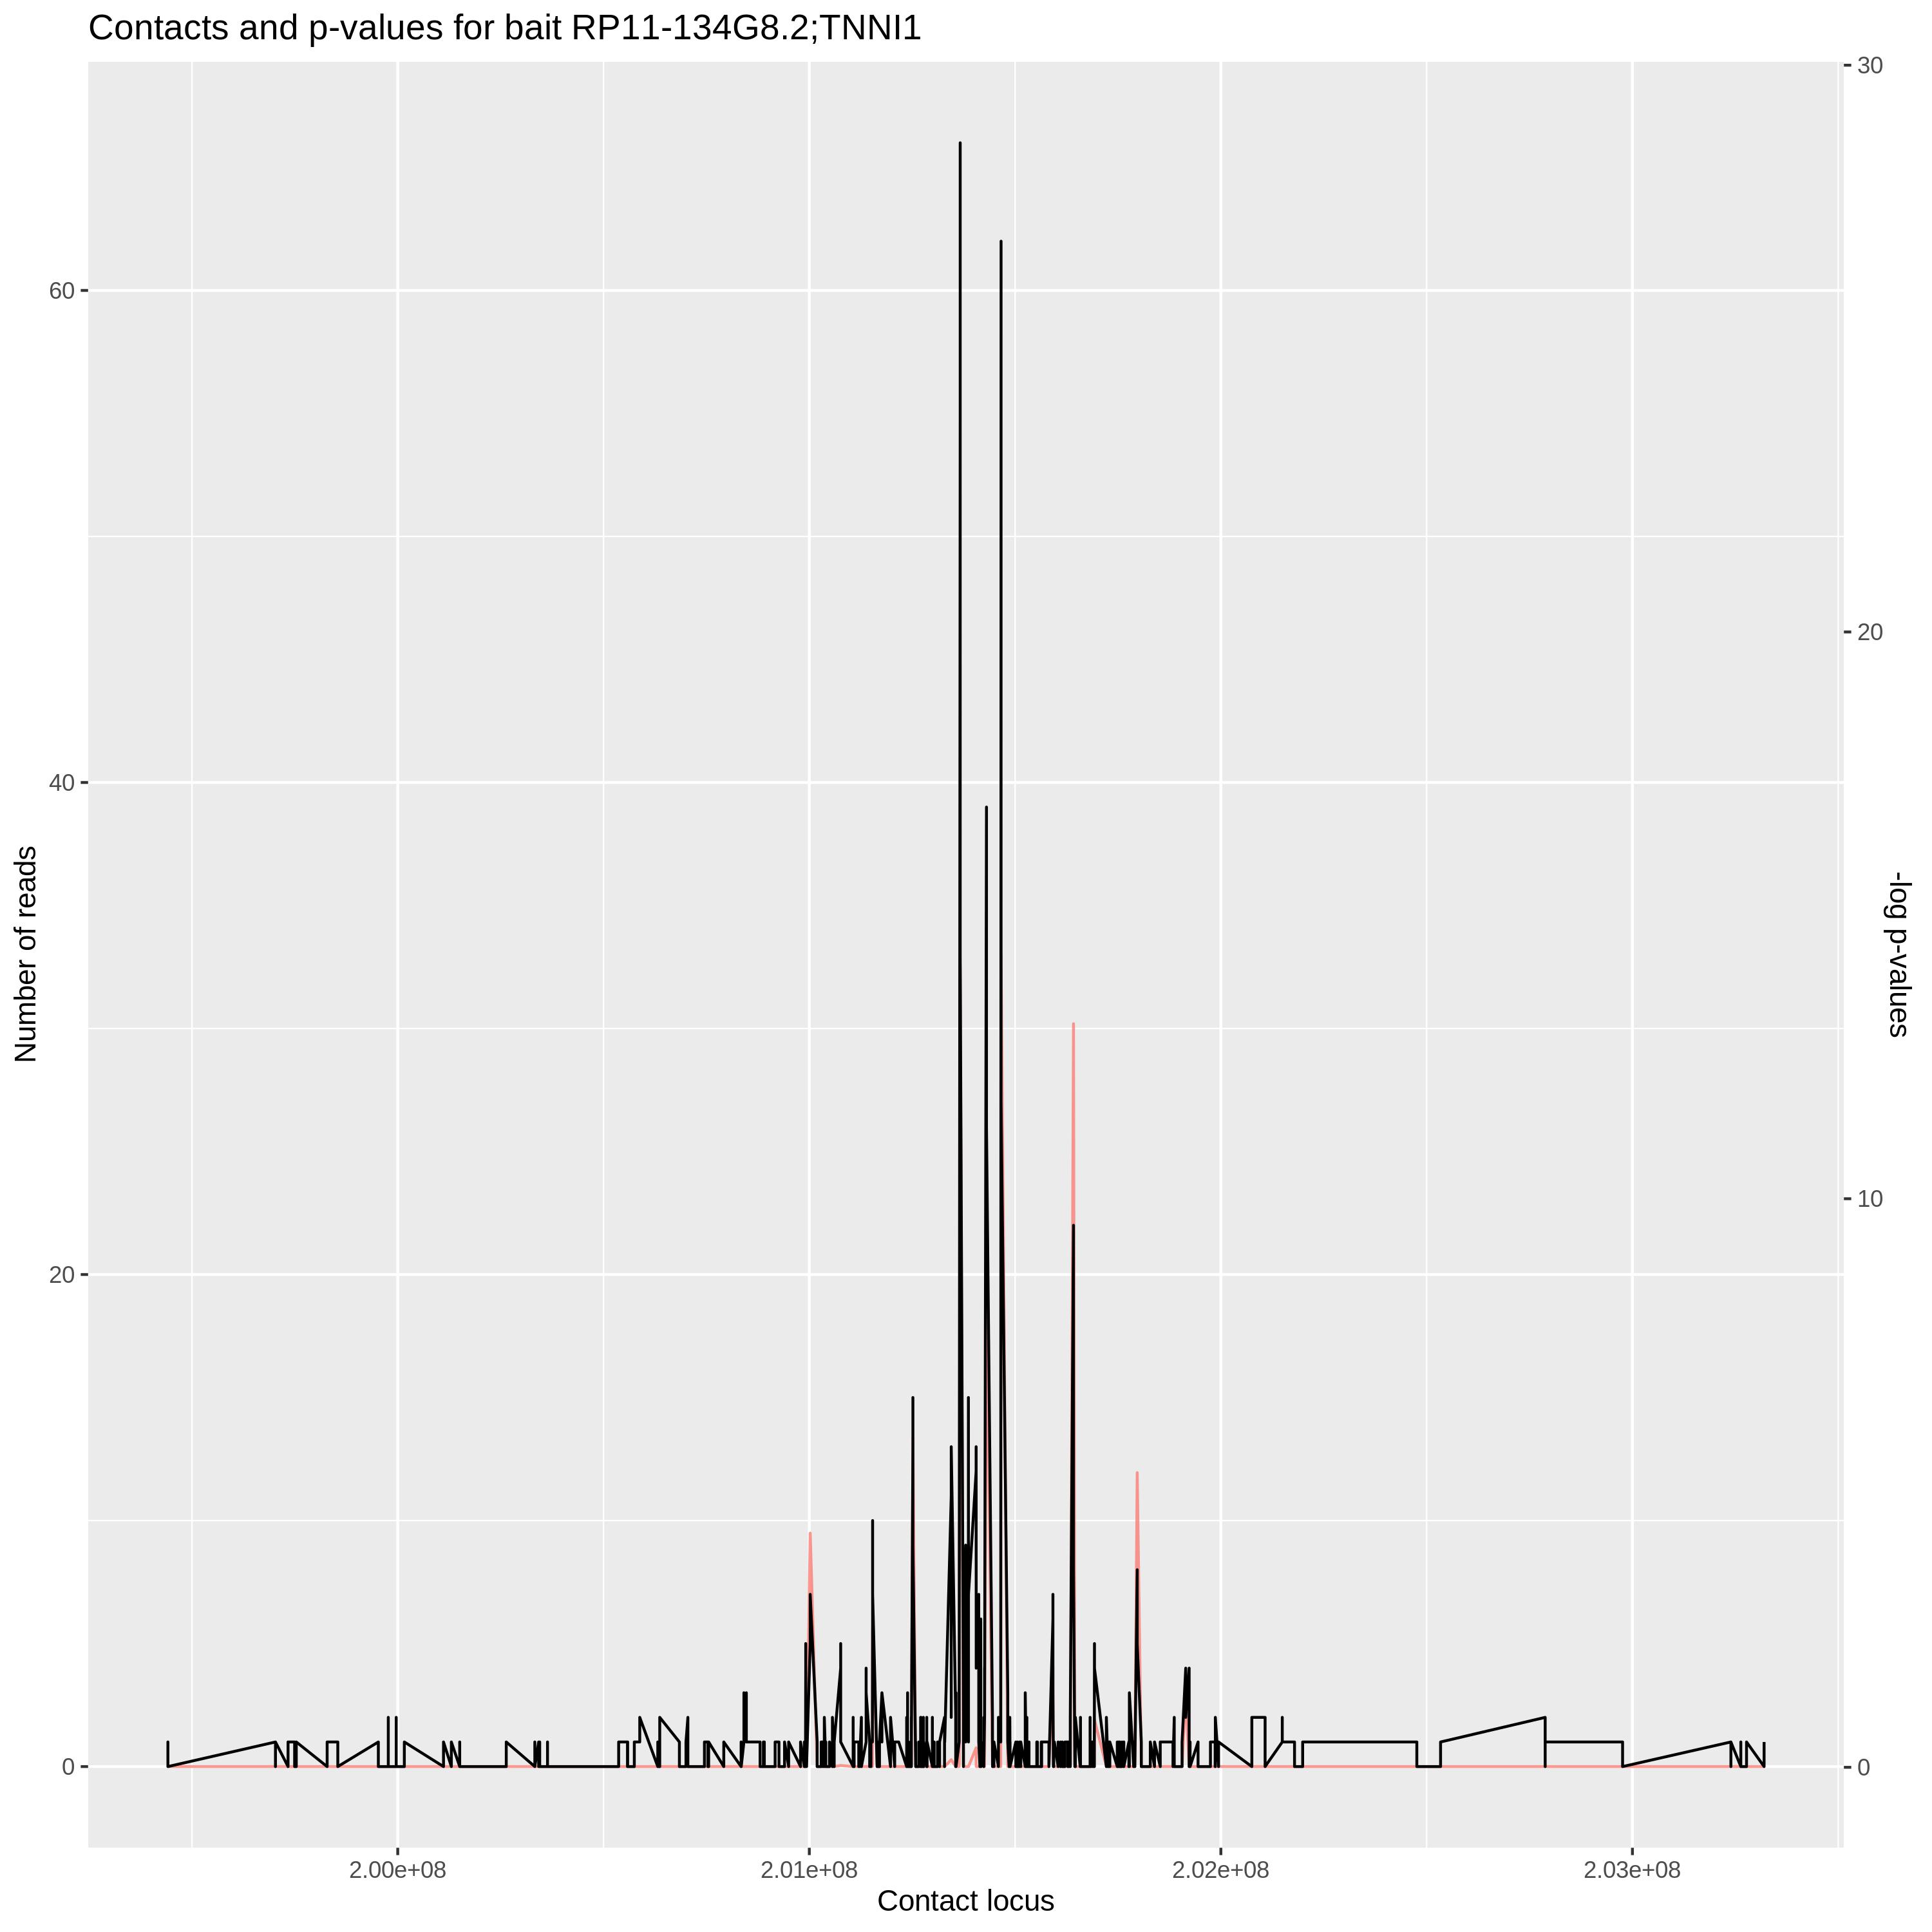 Contacts and p-values for bait RP11-134G8.2;TNNI1
Number of reads
60
40
20
0
30
20
10
0
-log p-values
2.00e+08
2.01e+08
2.02e+08
2.03e+08
Contact locus